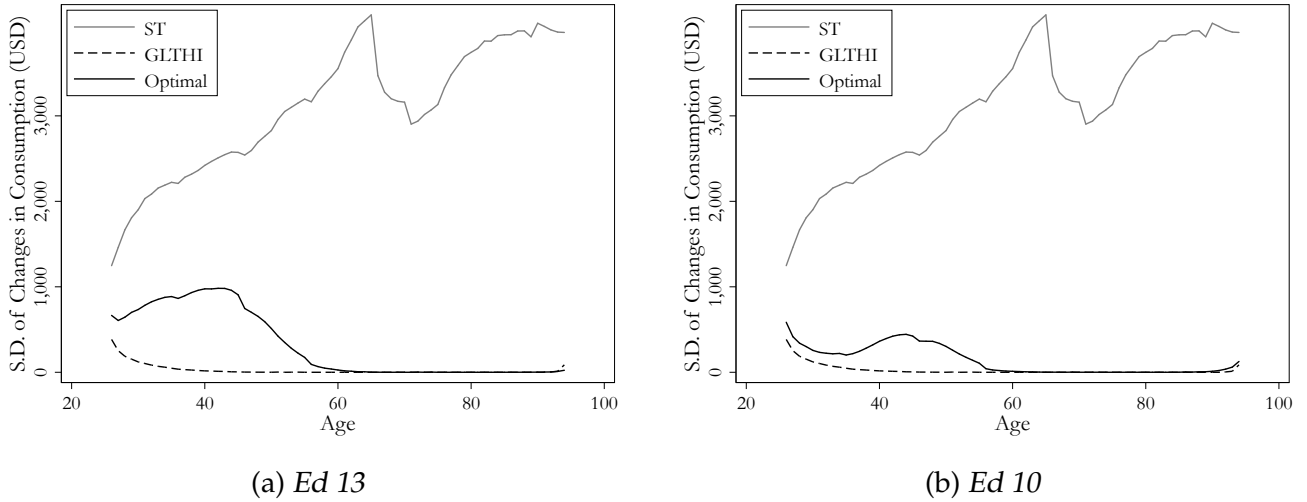 ST
GLTHI
Optimal
S.D. of Changes in Consumption (USD)
3,000
2,000
1,000
0
20
40
60
80
100
Age
(a) Ed 13
ST
GLTHI
Optimal
S.D. of Changes in Consumption (USD)
3,000
2,000
1,000
0
20
40
60
80
100
Age
(b) Ed 10